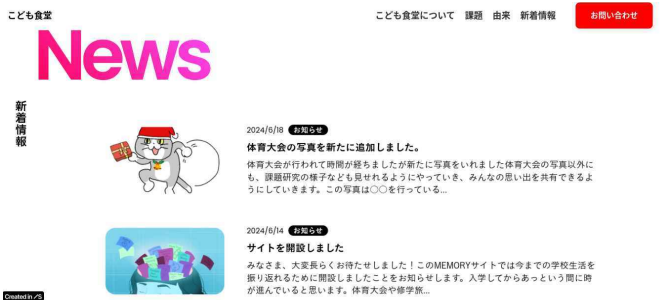 こども食堂
こども食堂について 課題 由来 新着情報 お問い合わせ
News
新着情報
2024/6/18 お知らせ
体育大会の写真を新たに追加しました。
体育大会が行われて時間が経ちましたが新たに写真をいれました体育大会の写真以外に
も、課題研究の様子なども見せれるようにやっていき、みんなの思い出を共有できるよ
うにしていきます。この写真は〇〇を行っている...
2024/6/14 お知らせ
サイトを開設しました
みなさま、大変長らくお待たせしました！このMEMORYサイトでは今までの学校生活を
振り返れるために開設しましたことをお知らせします。入学してからあっという間に時
が進んでいると思います。体育大会や修学旅...
Created in